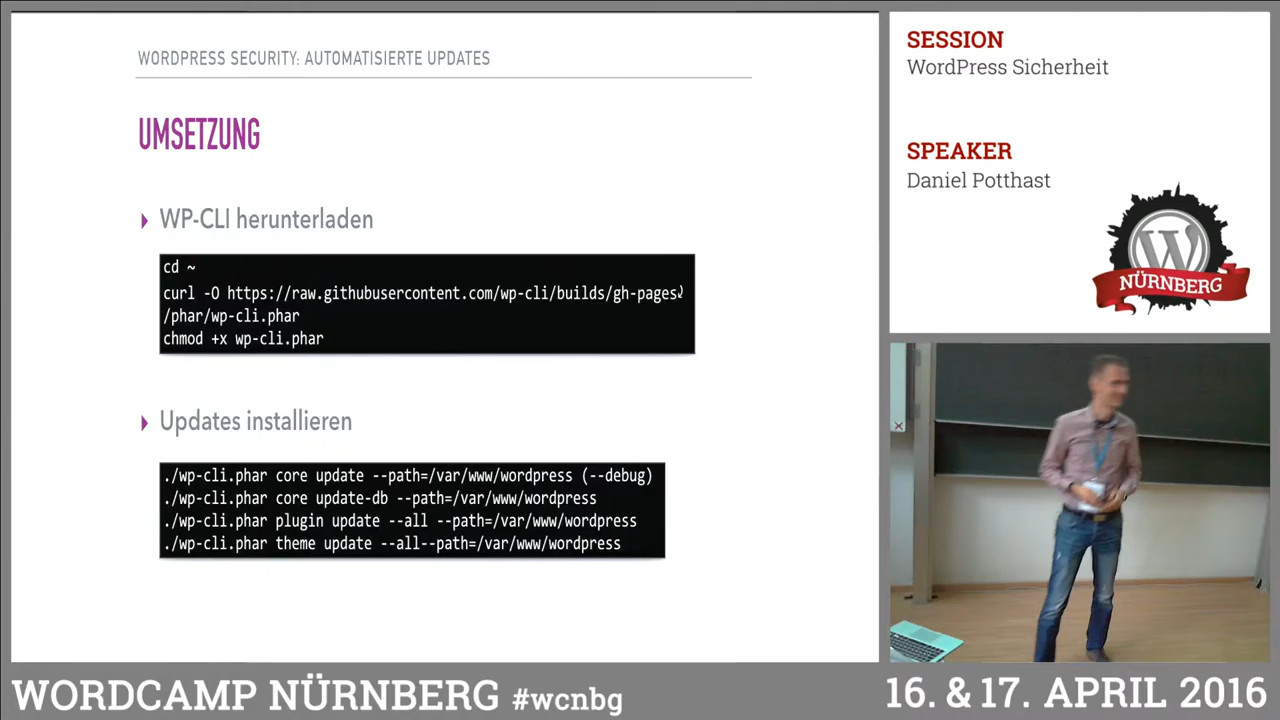 WORDPRESS SECURITY: AUTOMATISIERTE UPDATES
UMSETZUNG
WP-CLI herunterladen
cd ~
curl -O https://raw.githubusercontent.com/wp-cli/builds/gh-pages↲
/phar/wp-cli.phar
chmod +x wp-cli.phar
Updates installieren
./wp-cli.phar core update --path=/var/www/wordpress (--debug)
./wp-cli.phar core update-db --path=/var/www/wordpress
./wp-cli.phar plugin update --all --path=/var/www/wordpress
./wp-cli.phar theme update --all--path=/var/www/wordpress
SESSION
WordPress Sicherheit
SPEAKER
Daniel Potthast
W
NÜRNBERG
WORDCAMP NÜRNBERG #wcnbg
16. & 17. APRIL 2016